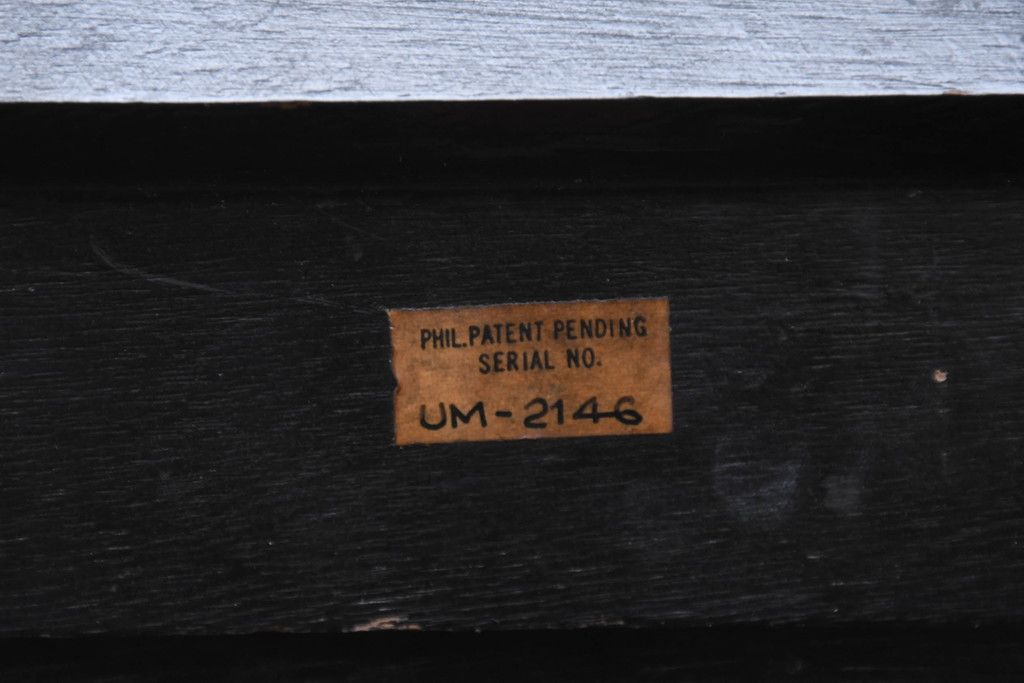 PHIL. PATENT PENDING
SERIAL NO.
UM-2146